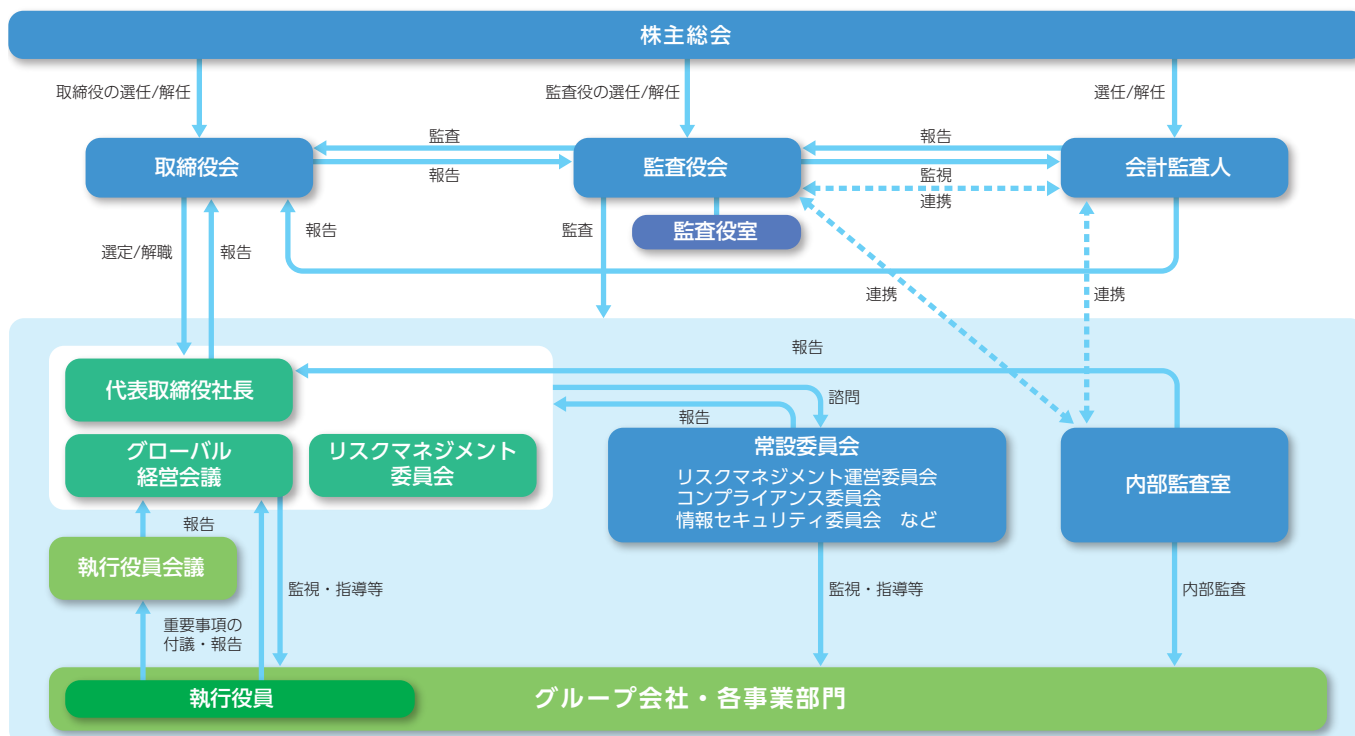 株主総会
取締役の選任/解任
監査役の選任/解任
選任/解任
監査
報告
取締役会
監査役会
会計監査人
報告
監視
連携
監査役室
選定/解職
報告
報告
監査
連携
連携
報告
代表取締役社長
諮問
報告
グローバル
経営会議
リスクマネジメント
委員会
常設委員会
リスクマネジメント運営委員会
コンプライアンス委員会
情報セキュリティ委員会 など
内部監査室
報告
執行役員会議
監視・指導等
監視・指導等
内部監査
重要事項の
付議・報告
執行役員
グループ会社・各事業部門